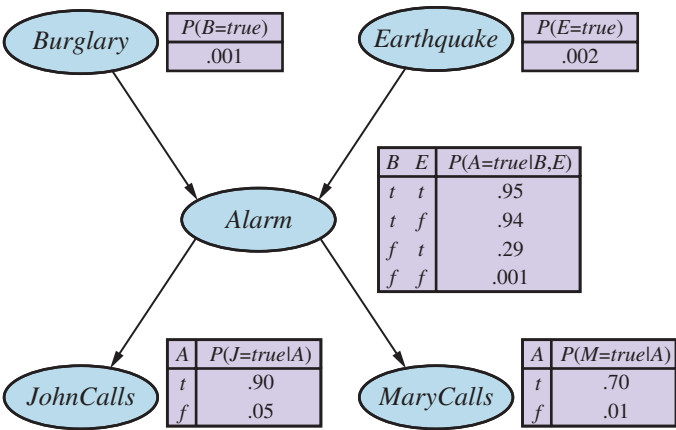 Burglary
P(B=true)
.001
Earthquake
P(E=true)
.002
B E P(A=true|B,E)
t t .95
t f .94
f t .29
f f .001
Alarm
JohnCalls
A P(J=true|A)
t .90
f .05
MaryCalls
A P(M=true|A)
t .70
f .01